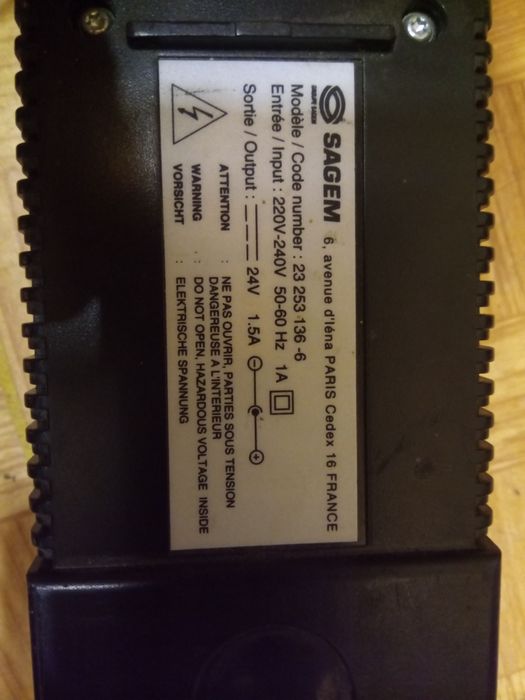 GROUPE SAGEM
SAGEM 6, avenue d'Iéna PARIS Cedex 16 FRANCE
Modèle / Code number : 23 253 136 -6
Entrée / Input : 220V-240V 50-60 Hz 1A
Sortie / Output : 24V 1.5A
ATTENTION : NE PAS OUVRIR, PARTIES SOUS TENSION
DANGEREUSE A L'INTERIEUR
WARNING : DO NOT OPEN, HAZARDOUS VOLTAGE INSIDE
VORSICHT : ELEKTRISCHE SPANNUNG